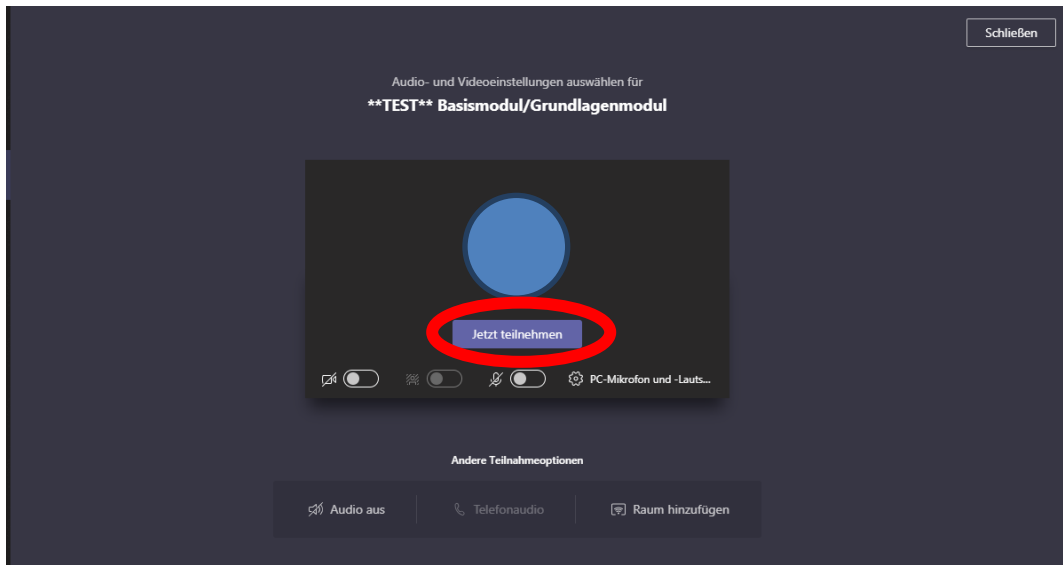 Schließen
Audio- und Videoeinstellungen auswählen für
**TEST** Basismodul/Grundlagenmodul
Jetzt teilnehmen
PC-Mikrofon und -Lauts...
Andere Teilnahmeoptionen
Audio aus
Telefonaudio
Raum hinzufügen